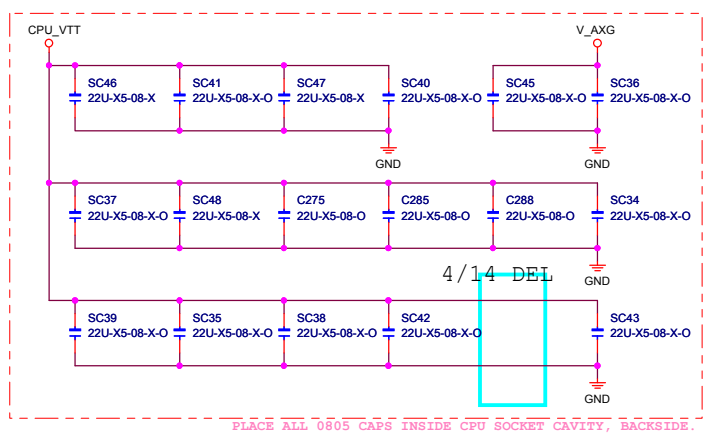 CPU_VTT V_AXG
SC46 SC41 SC47 SC40 SC45 SC36
22U-X5-08-X 22U-X5-08-X-O 22U-X5-08-X 22U-X5-08-X-O 22U-X5-08-X-O 22U-X5-08-X-O
GND GND
SC37 SC48 C275 C285 C288 SC34
22U-X5-08-X-O 22U-X5-08-X 22U-X5-08-O 22U-X5-08-O 22U-X5-08-O 22U-X5-08-X-O
4/14 DEL GND
SC39 SC35 SC38 SC42 SC43
22U-X5-08-X-O 22U-X5-08-X-O 22U-X5-08-X-O 22U-X5-08-X-O 22U-X5-08-X-O
GND
PLACE ALL 0805 CAPS INSIDE CPU SOCKET CAVITY, BACKSIDE.